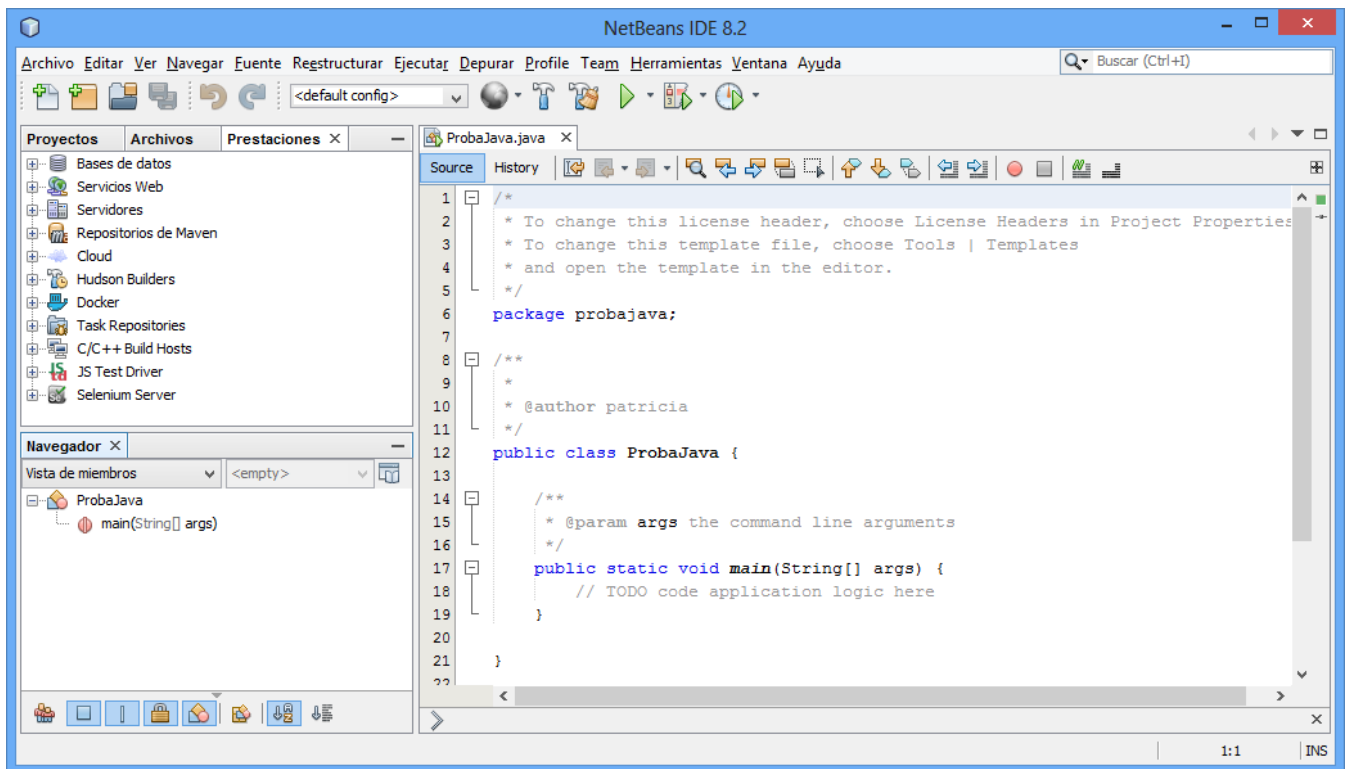 NetBeans IDE 8.2
Archivo Editar Ver Navegar Fuente Reestructurar Ejecutar Depurar Profile Team Herramientas Ventana Ayuda
Buscar (Ctrl+I)
<default config>
Proyectos Archivos Prestaciones
Bases de datos
Servicios Web
Servidores
Repositorios de Maven
Cloud
Hudson Builders
Docker
Task Repositories
C/C++ Build Hosts
JS Test Driver
Selenium Server
Navegador
Vista de miembros <empty>
ProbaJava
main(String[] args)
ProbaJava.java
Source History
1 /*
2 * To change this license header, choose License Headers in Project Properties
3 * To change this template file, choose Tools | Templates
4 * and open the template in the editor.
5 */
6 package probajava;
7
8 /**
9 *
10 * @author patricia
11 */
12 public class ProbaJava {
13
14 /**
15 * @param args the command line arguments
16 */
17 public static void main(String[] args) {
18 // TODO code application logic here
19 }
20
21 }
22
1:1 INS